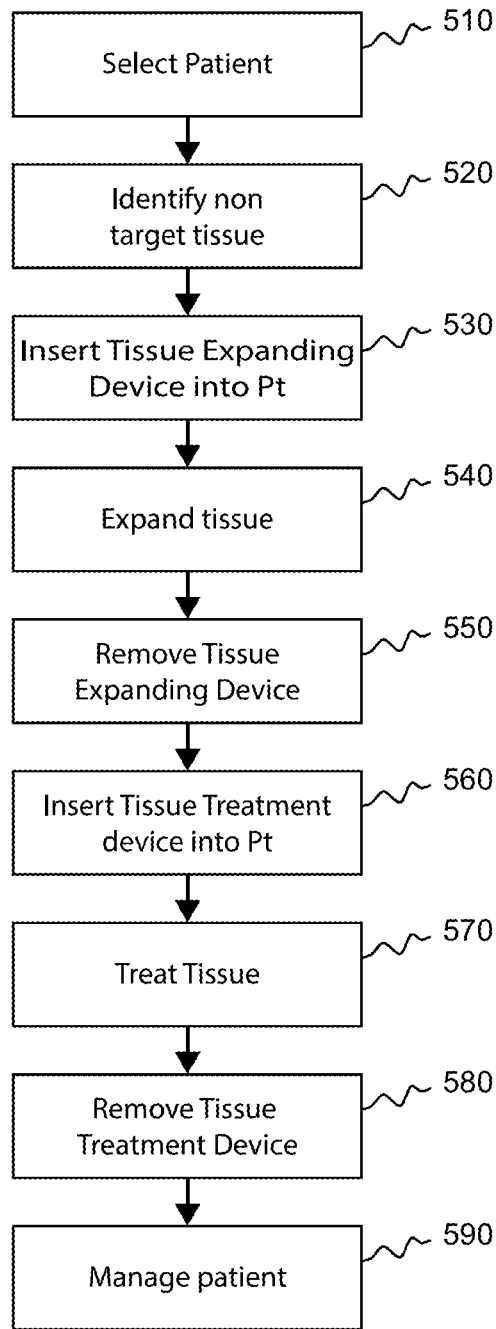 510
Select Patient
520
Identify non
target tissue
530
Insert Tissue Expanding
Device into Pt
540
Expand tissue
550
Remove Tissue
Expanding Device
560
Insert Tissue Treatment
device into Pt
570
Treat Tissue
580
Remove Tissue
Treatment Device
590
Manage patient